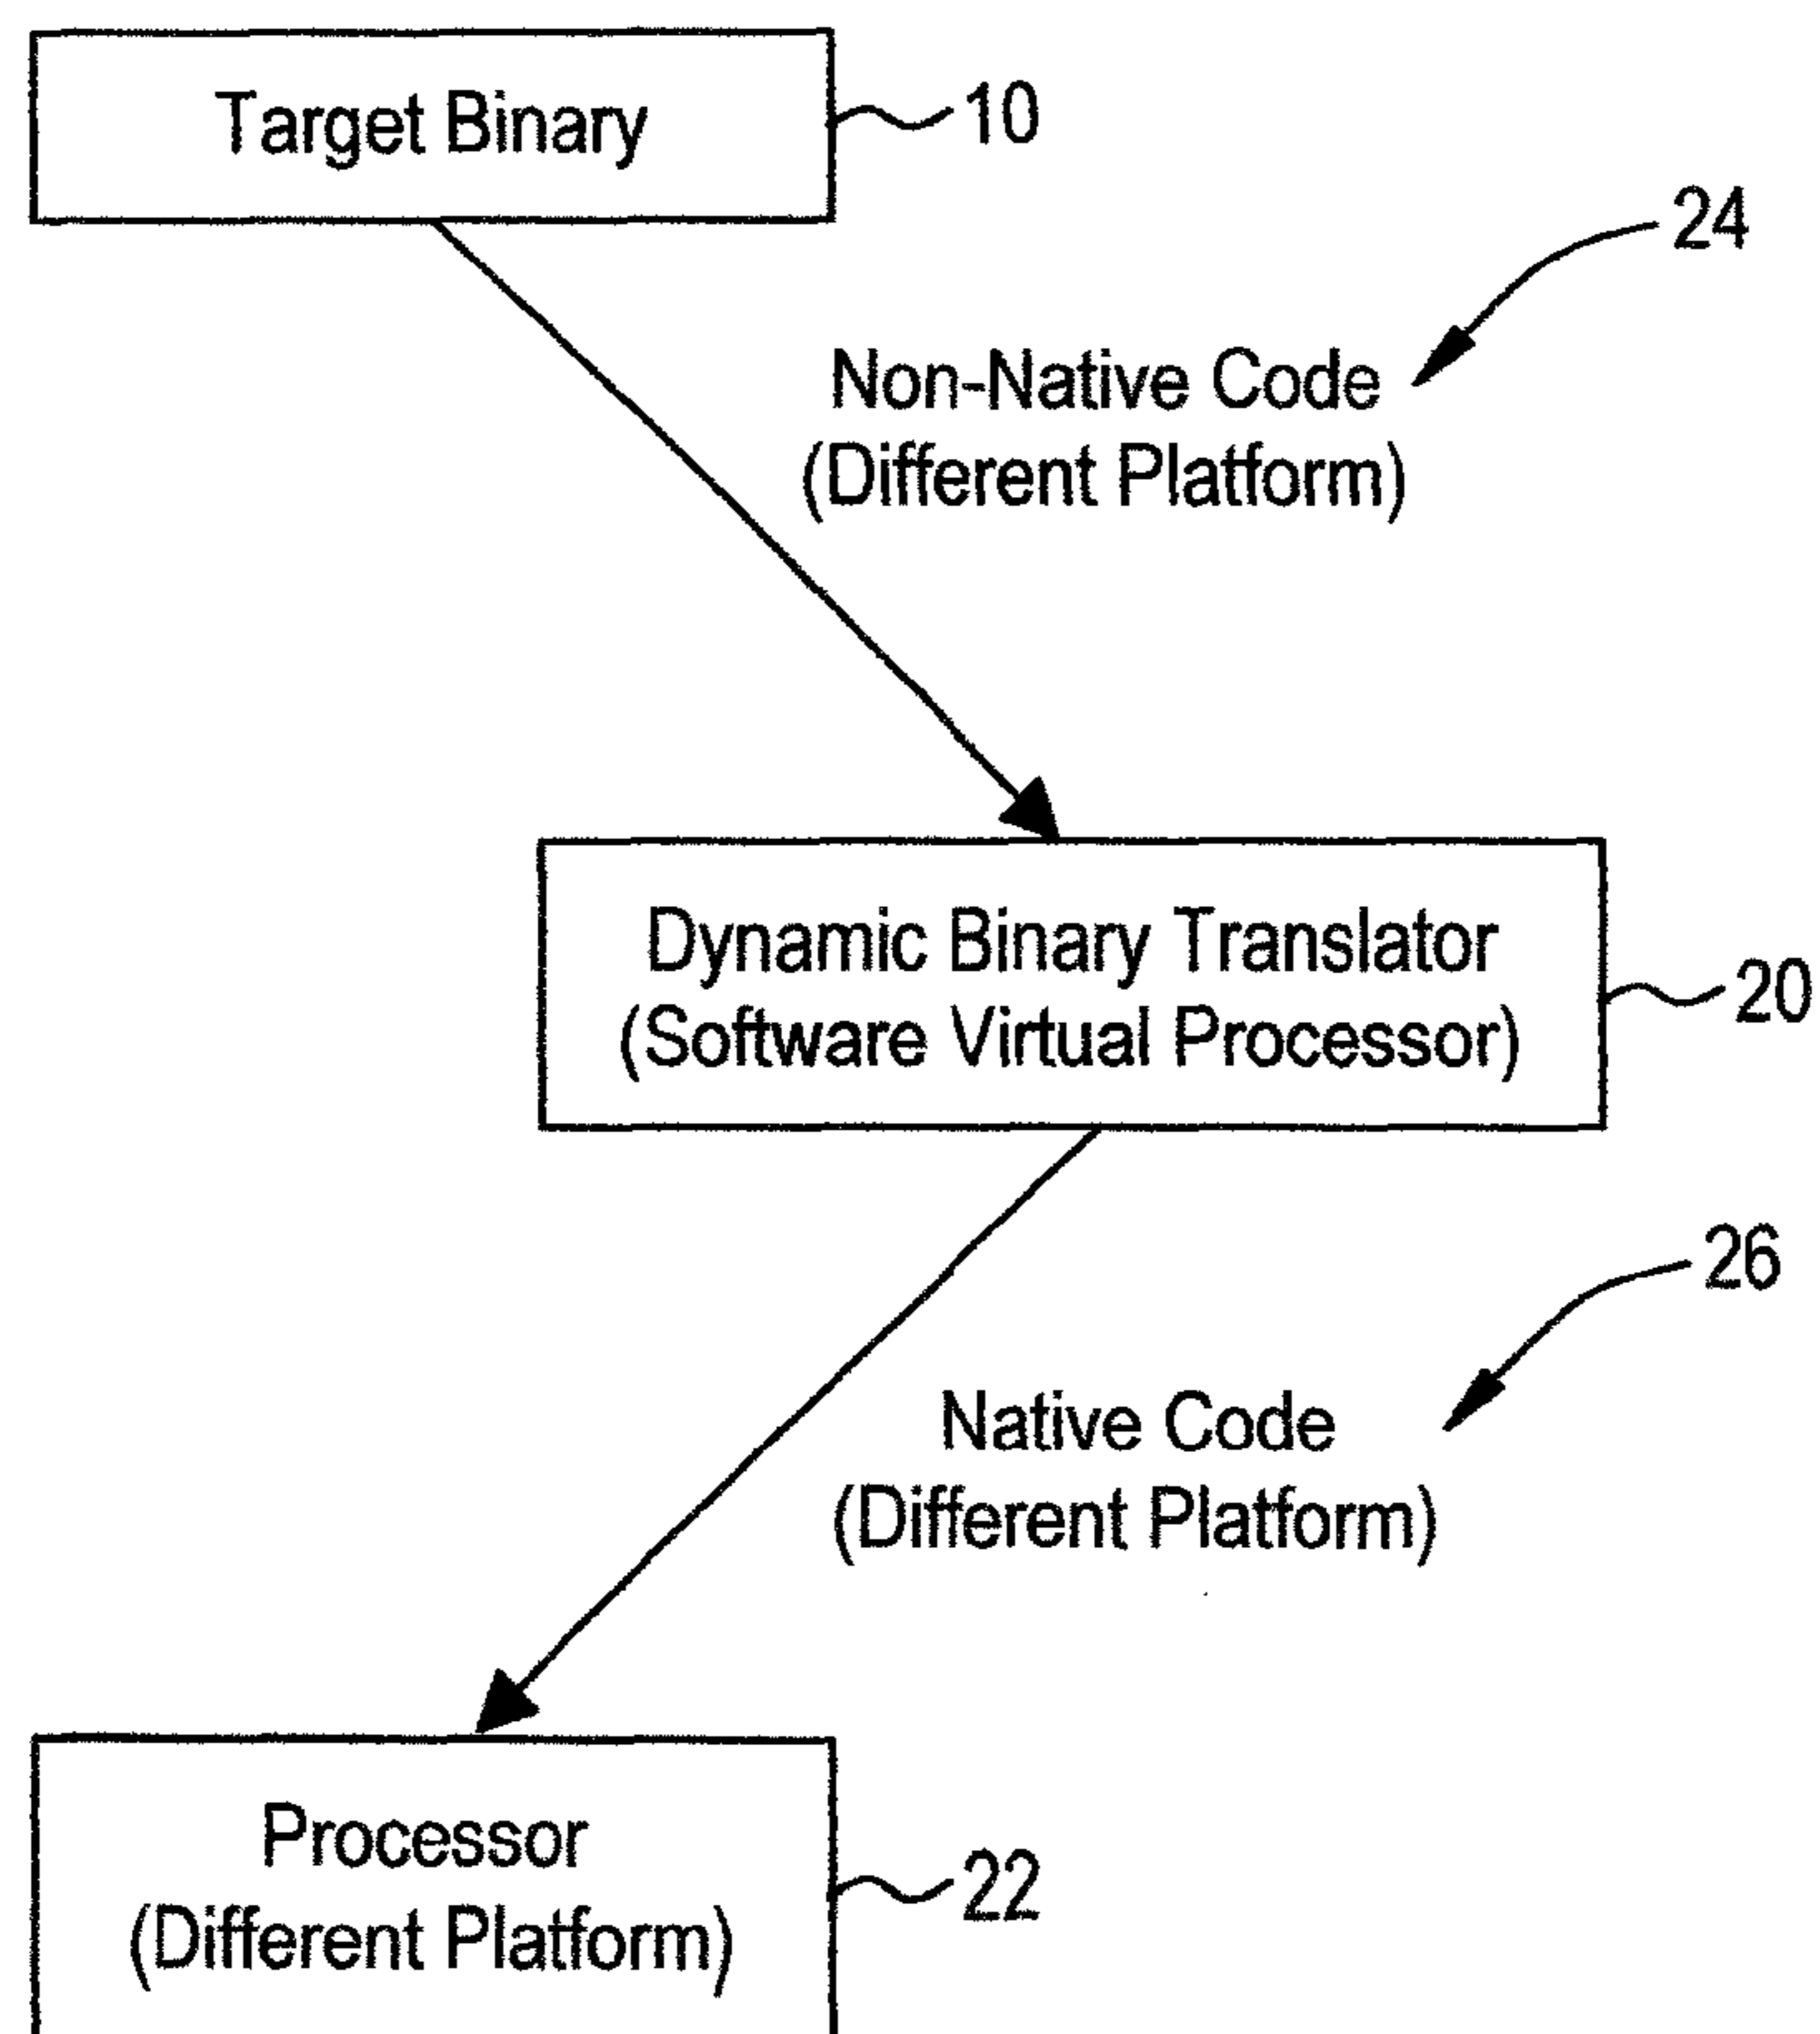 Target Binary
10
24
Non-Native Code
(Different Platform)
Dynamic Binary Translator
(Software Virtual Processor)
20
26
Native Code
(Different Platform)
Processor
(Different Platform)
22